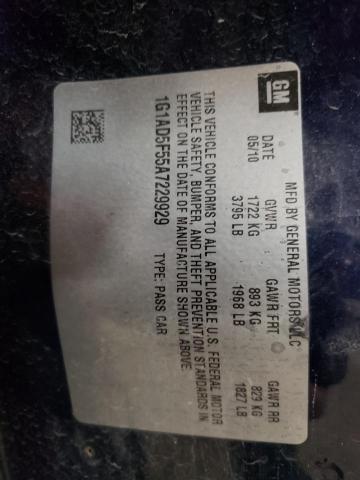 GM
MFD BY GENERAL MOTORS LLC
DATE GVWR GAWR FRT GAWR RR
05/10 1722 KG 893 KG 829 KG
3795 LB 1968 LB 1827 LB
THIS VEHICLE CONFORMS TO ALL APPLICABLE U.S. FEDERAL MOTOR
VEHICLE SAFETY, BUMPER, AND THEFT PREVENTION STANDARDS IN
EFFECT ON THE DATE OF MANUFACTURE SHOWN ABOVE.
1G1AD5F55A7229929 TYPE: PASS CAR